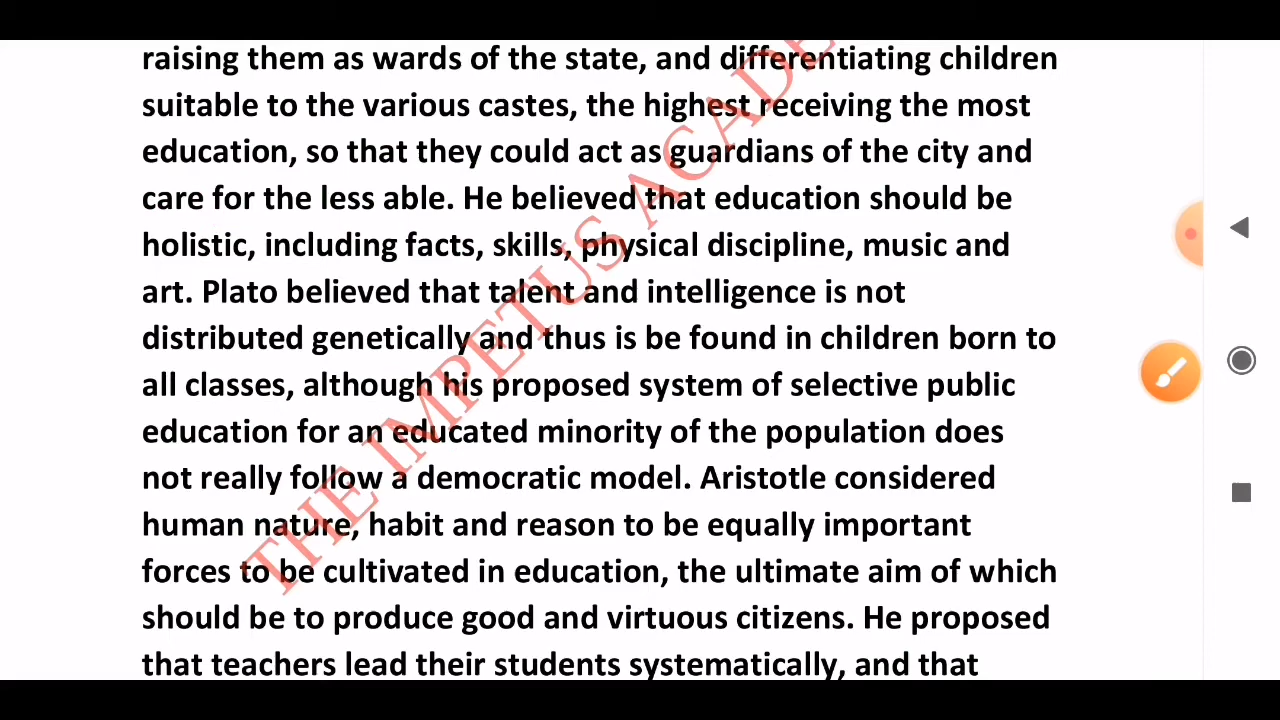 raising them as wards of the state, and differentiating children
suitable to the various castes, the highest receiving the most
education, so that they could act as guardians of the city and
care for the less able. He believed that education should be
holistic, including facts, skills, physical discipline, music and
art. Plato believed that talent and intelligence is not
distributed genetically and thus is be found in children born to
all classes, although his proposed system of selective public
education for an educated minority of the population does
not really follow a democratic model. Aristotle considered
human nature, habit and reason to be equally important
forces to be cultivated in education, the ultimate aim of which
should be to produce good and virtuous citizens. He proposed
that teachers lead their students systematically, and that
THE IMPETUS ACADE